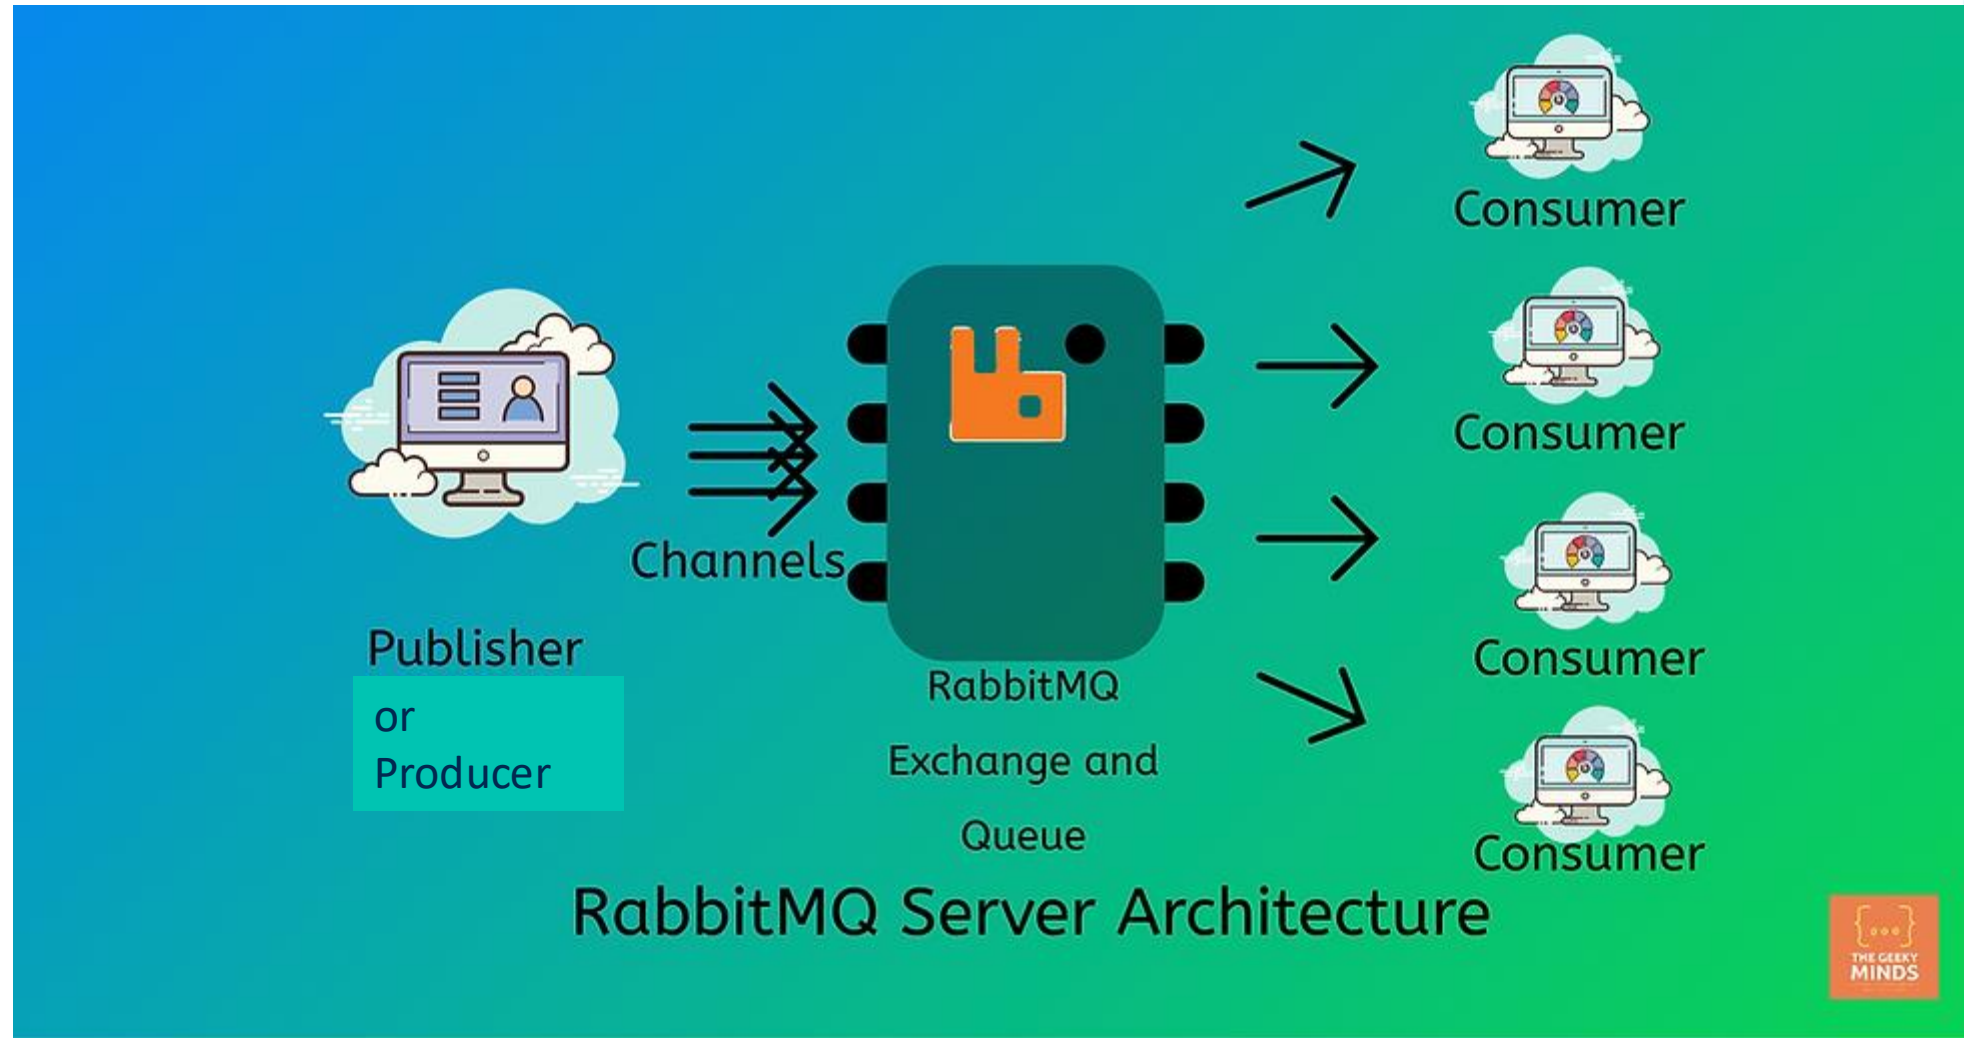 Consumer
Consumer
Channels
Publisher
or
Producer
RabbitMQ
Exchange and
Queue
Consumer
Consumer
RabbitMQ Server Architecture
{...}
THE GEEKY
MINDS